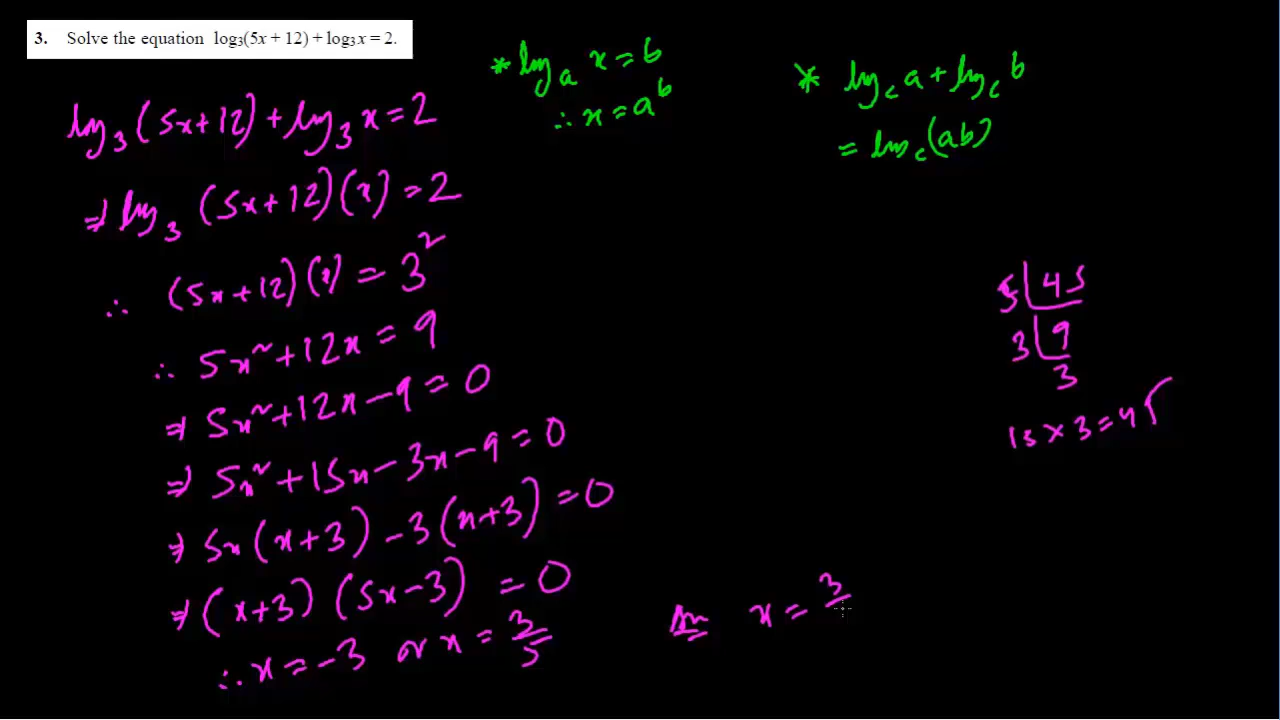 3. Solve the equation log₃(5x + 12) + log₃ x = 2.
* logₐ x = b
∴ x = aᵇ
* log_c a + log_c b
= log_c (ab)
log₃ (5x+12) + log₃ x = 2
⇒ log₃ (5x+12)(x) = 2
∴ (5x+12)(x) = 3²
∴ 5x² + 12x = 9
⇒ 5x² + 12x - 9 = 0
⇒ 5x² + 15x - 3x - 9 = 0
⇒ 5x (x+3) - 3 (x+3) = 0
⇒ (x+3) (5x-3) = 0
∴ x = -3 or x = 3/5
5 | 45
3 | 9
3
15 × 3 = 45
Ans x = 3/